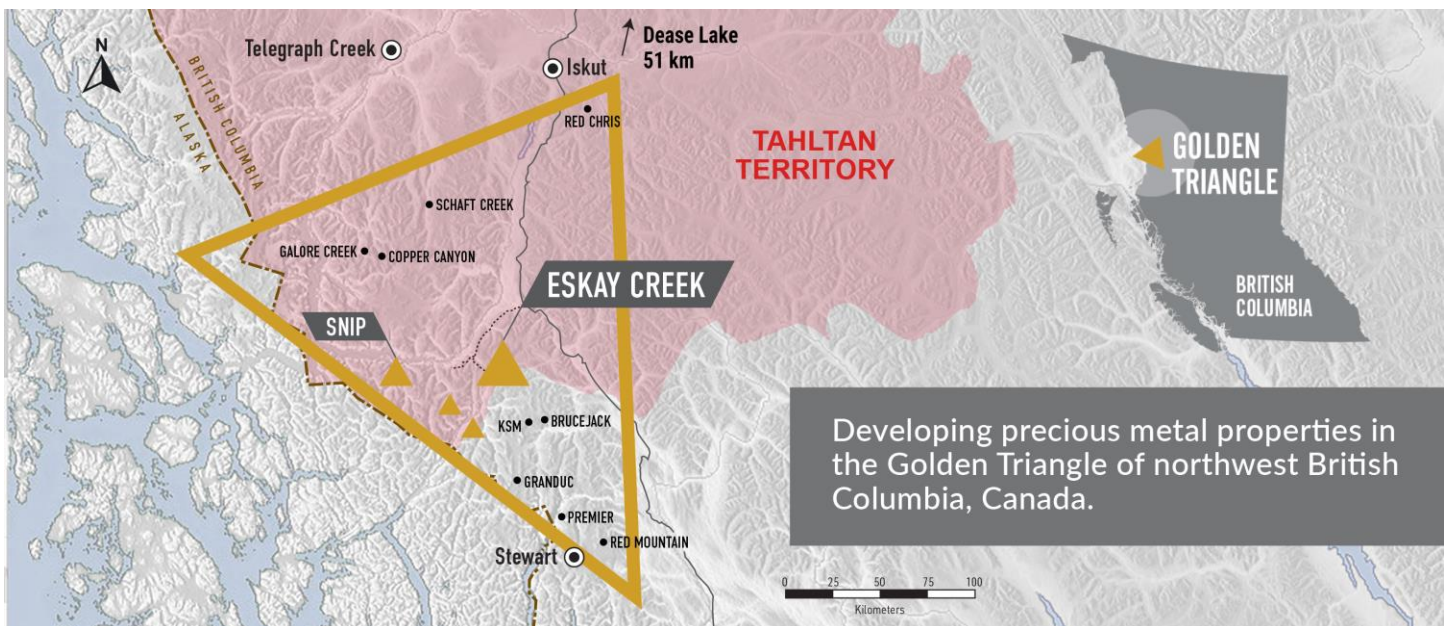 N
Telegraph Creek
BRITISH COLUMBIA
ALASKA
Dease Lake
51 km
Iskut
RED CHRIS
TAHLTAN
TERRITORY
SCHAFT CREEK
GALORE CREEK
COPPER CANYON
ESKAY CREEK
SNIP
KSM
BRUCEJACK
GRANDUC
PREMIER
Stewart
RED MOUNTAIN
GOLDEN
TRIANGLE
BRITISH
COLUMBIA
Developing precious metal properties in
the Golden Triangle of northwest British
Columbia, Canada.
0 25 50 75 100
Kilometers